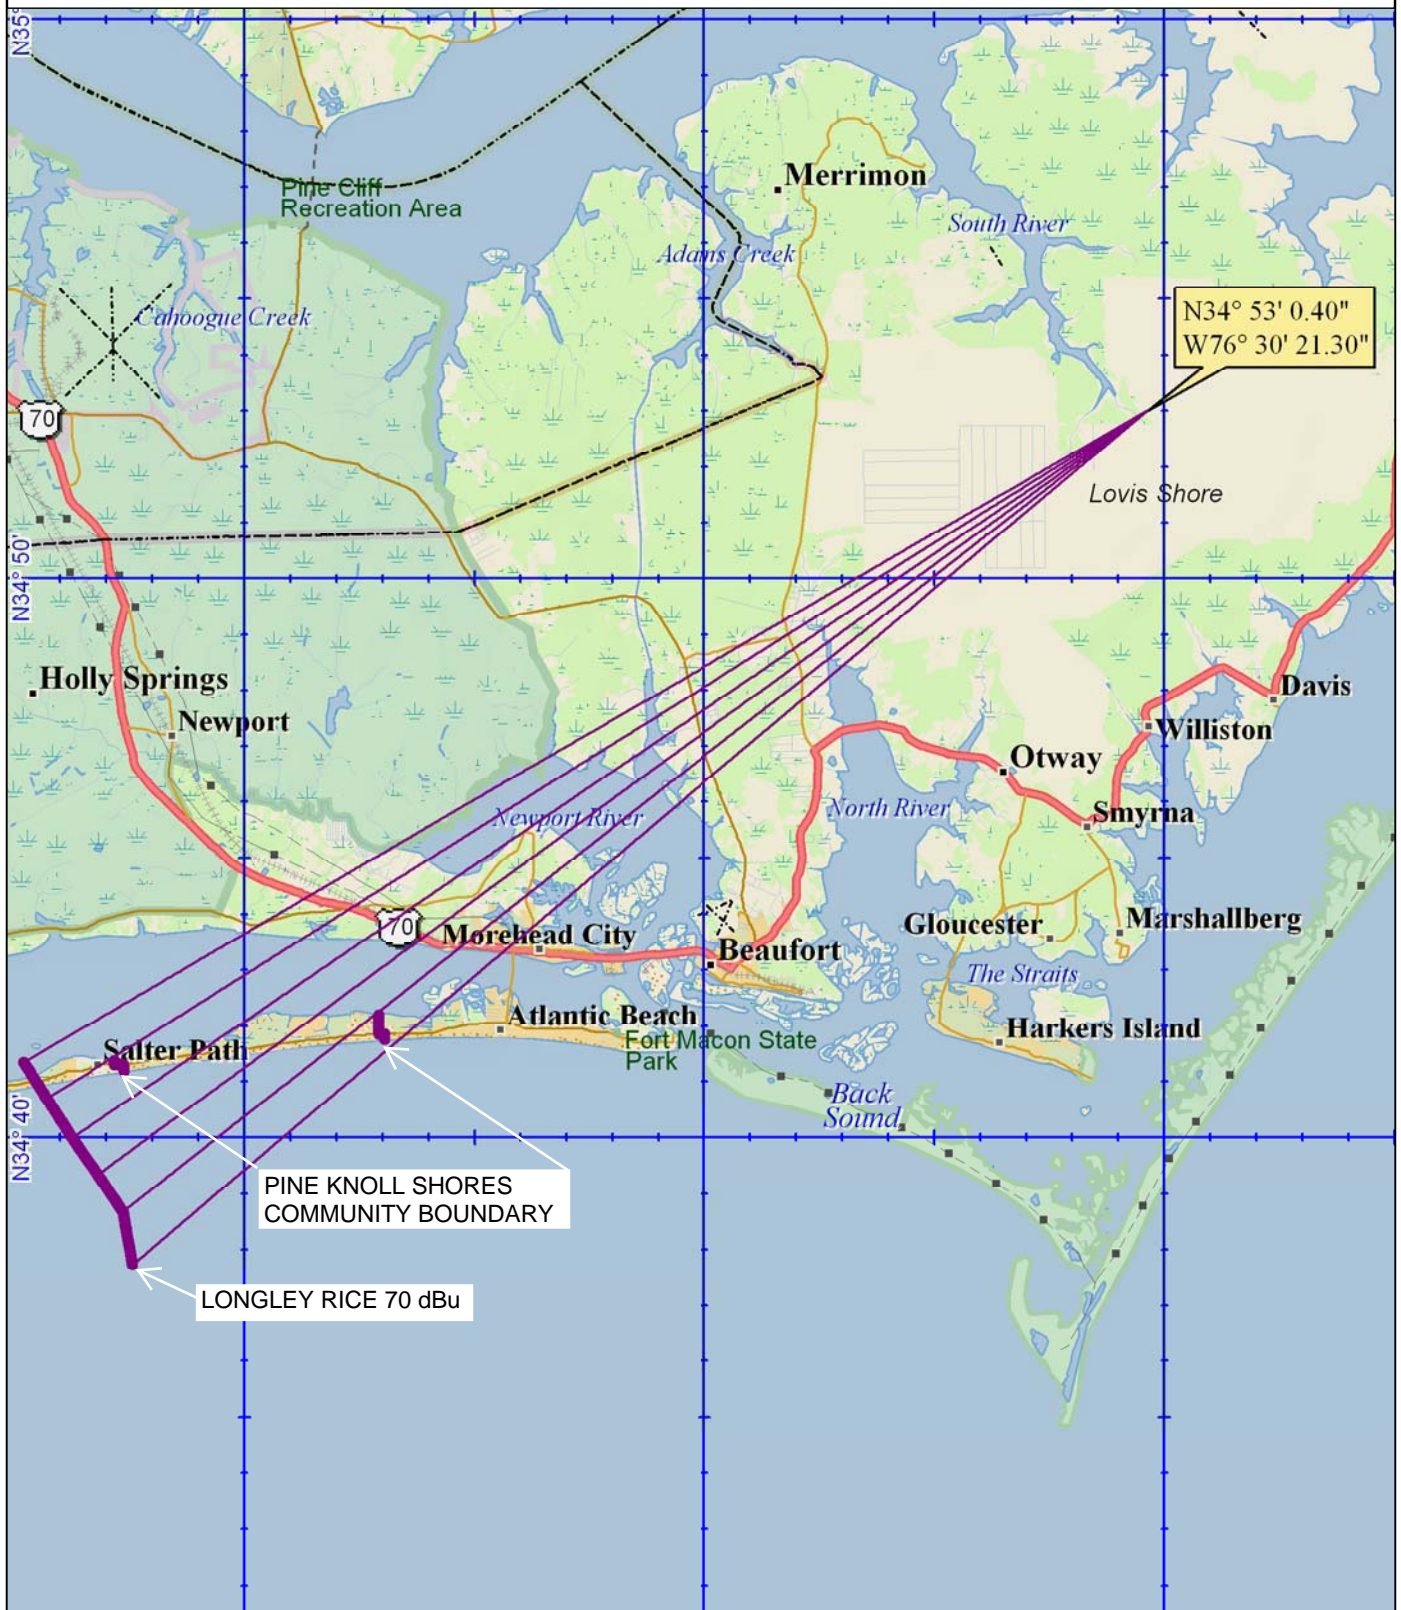 N35°
Merrimon
Pine Cliff
Recreation Area
South River
Adams Creek
N34° 53' 0.40"
W76° 30' 21.30"
Cahoogue Creek
70
Lovis Shore
N34° 50'
Holly Springs
Davis
Newport
Williston
Otway
Newport River
North River
Smyrna
70
Morehead City
Gloucester
Marshallberg
Beaufort
The Straits
Atlantic Beach
Harkers Island
Fort Macon State
Park
Salter Path
Back
Sound
N34° 40'
PINE KNOLL SHORES
COMMUNITY BOUNDARY
LONGLEY RICE 70 dBu